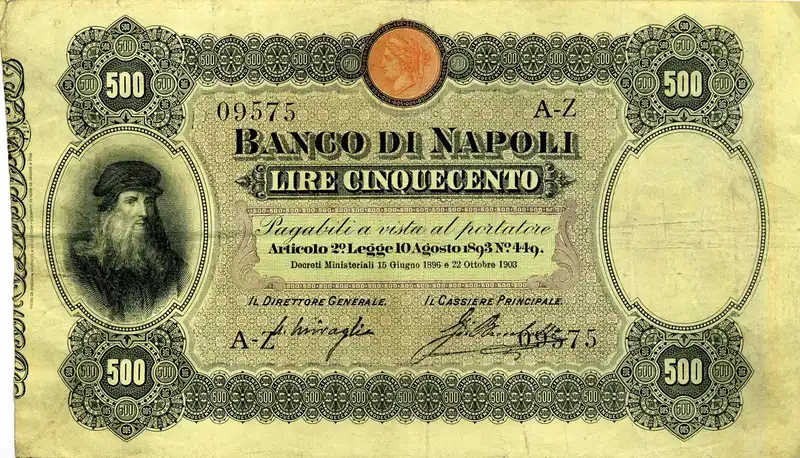 500
500
09575
A-Z
BANCO DI NAPOLI
LIRE CINQUECENTO
Pagabili a vista al portatore
Articolo 2º Legge 10 Agosto 1893 Nº 449.
Decreti Ministeriali 15 Giugno 1896 e 22 Ottobre 1903
IL DIRETTORE GENERALE.
IL CASSIERE PRINCIPALE.
A-Z
Miraglia
09575
500
500